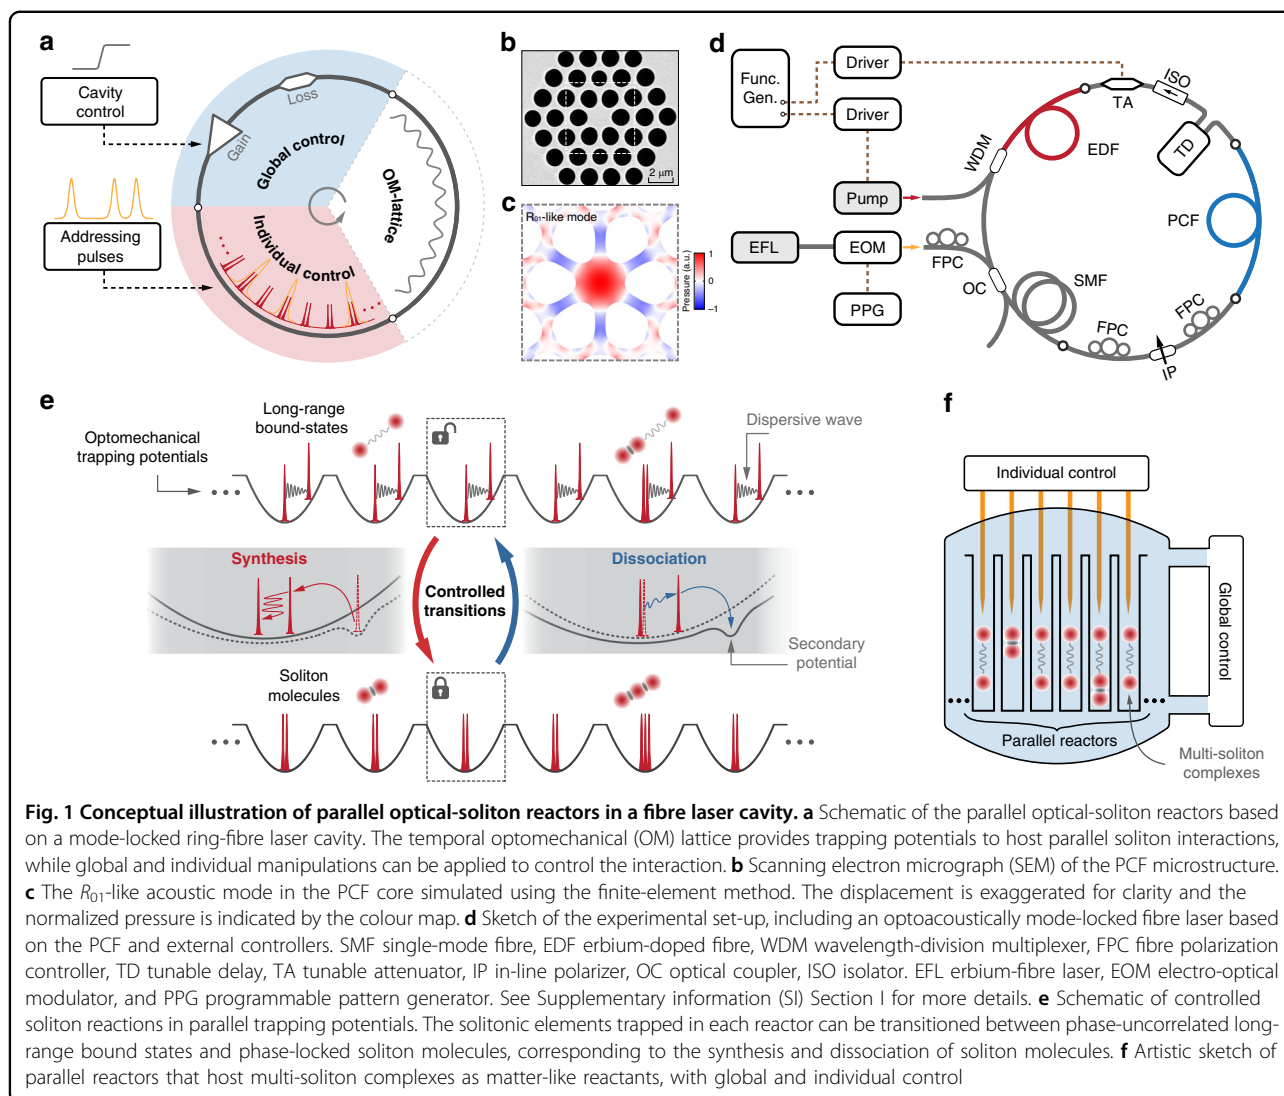 a
Cavity
control
Addressing
pulses
Gain
Loss
Global control
Individual control
OM-lattice
b
2 μm
c
R01-like mode
Pressure (a.u.)
1
0
−1
d
Func.
Gen.
Driver
Driver
Pump
EFL
EOM
PPG
WDM
FPC
OC
EDF
TA
ISO
TD
PCF
SMF
FPC
IP
FPC
e
Long-range
bound-states
Optomechanical
trapping potentials
Dispersive wave
Synthesis
Controlled
transitions
Dissociation
Secondary
potential
Soliton
molecules
f
Individual control
Global control
Parallel reactors
Multi-soliton
complexes
Fig. 1 Conceptual illustration of parallel optical-soliton reactors in a fibre laser cavity. a Schematic of the parallel optical-soliton reactors based
on a mode-locked ring-fibre laser cavity. The temporal optomechanical (OM) lattice provides trapping potentials to host parallel soliton interactions,
while global and individual manipulations can be applied to control the interaction. b Scanning electron micrograph (SEM) of the PCF microstructure.
c The R01-like acoustic mode in the PCF core simulated using the finite-element method. The displacement is exaggerated for clarity and the
normalized pressure is indicated by the colour map. d Sketch of the experimental set-up, including an optoacoustically mode-locked fibre laser based
on the PCF and external controllers. SMF single-mode fibre, EDF erbium-doped fibre, WDM wavelength-division multiplexer, FPC fibre polarization
controller, TD tunable delay, TA tunable attenuator, IP in-line polarizer, OC optical coupler, ISO isolator. EFL erbium-fibre laser, EOM electro-optical
modulator, and PPG programmable pattern generator. See Supplementary information (SI) Section I for more details. e Schematic of controlled
soliton reactions in parallel trapping potentials. The solitonic elements trapped in each reactor can be transitioned between phase-uncorrelated long-
range bound states and phase-locked soliton molecules, corresponding to the synthesis and dissociation of soliton molecules. f Artistic sketch of
parallel reactors that host multi-soliton complexes as matter-like reactants, with global and individual control